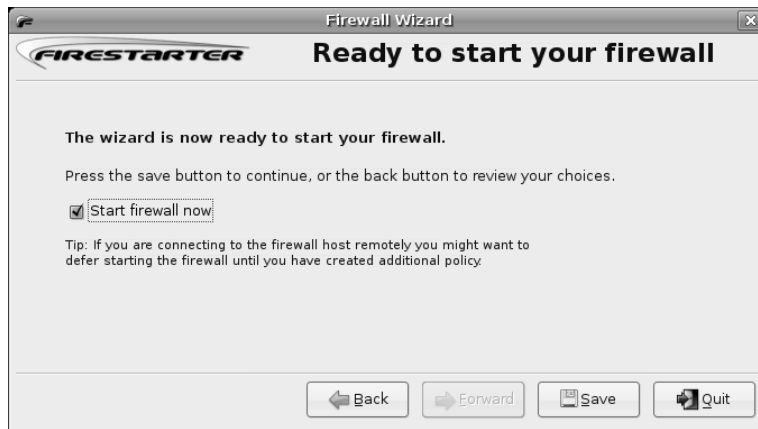 Firewall Wizard
FIRESTARTER
Ready to start your firewall
The wizard is now ready to start your firewall.
Press the save button to continue, or the back button to review your choices.
Start firewall now
Tip: If you are connecting to the firewall host remotely you might want to
defer starting the firewall until you have created additional policy.
Back
Forward
Save
Quit